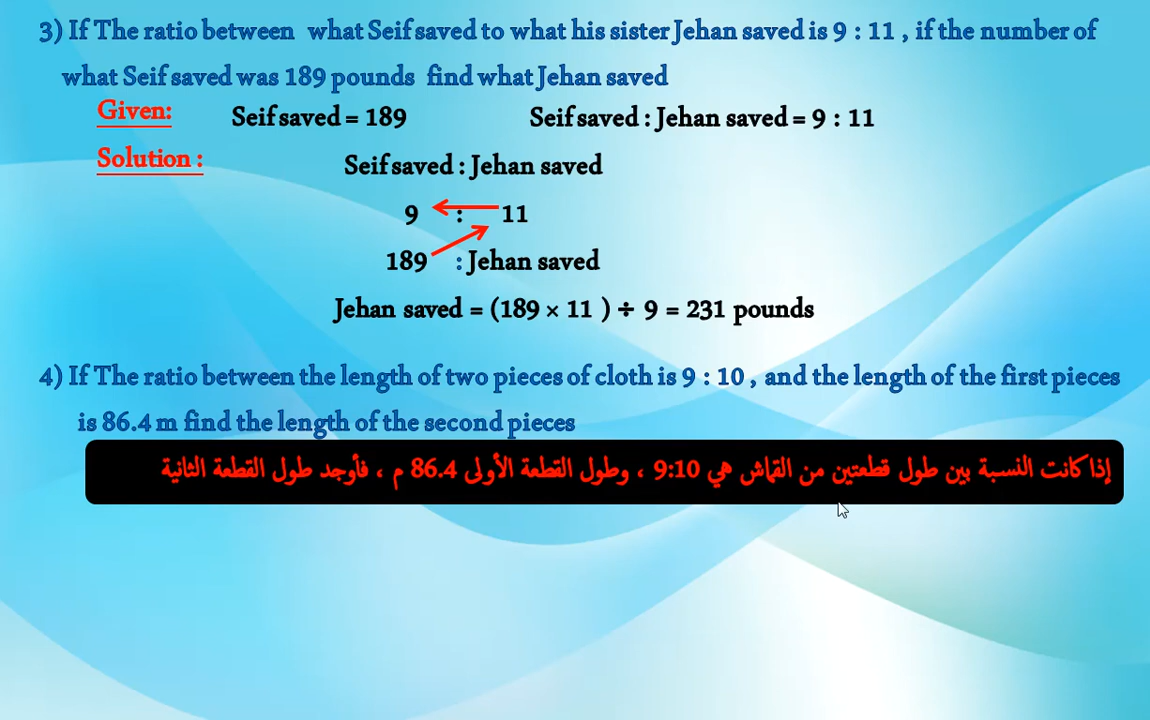 3) If The ratio between what Seif saved to what his sister Jehan saved is 9 : 11 , if the number of
what Seif saved was 189 pounds find what Jehan saved
Given: Seif saved = 189 Seif saved : Jehan saved = 9 : 11
Solution :
Seif saved : Jehan saved
9 : 11
189 : Jehan saved
Jehan saved = (189 × 11 ) ÷ 9 = 231 pounds
4) If The ratio between the length of two pieces of cloth is 9 : 10 , and the length of the first pieces
is 86.4 m find the length of the second pieces
إذا كانت النسبة بين طول قطعتين من القماش هي 9:10 ، وطول القطعة الأولى 86.4 م ، فأوجد طول القطعة الثانية